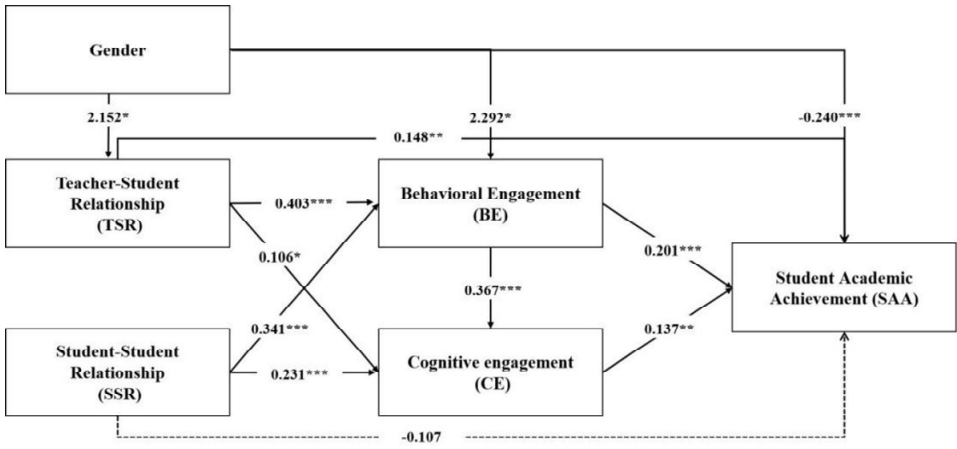 Gender
2.152*
2.292*
-0.240***
0.148**
Teacher-Student
Relationship
(TSR)
0.403***
Behavioral Engagement
(BE)
0.106*
0.201***
0.367***
Student Academic
Achievement (SAA)
0.341***
0.137**
Student-Student
Relationship
(SSR)
0.231***
Cognitive engagement
(CE)
-0.107